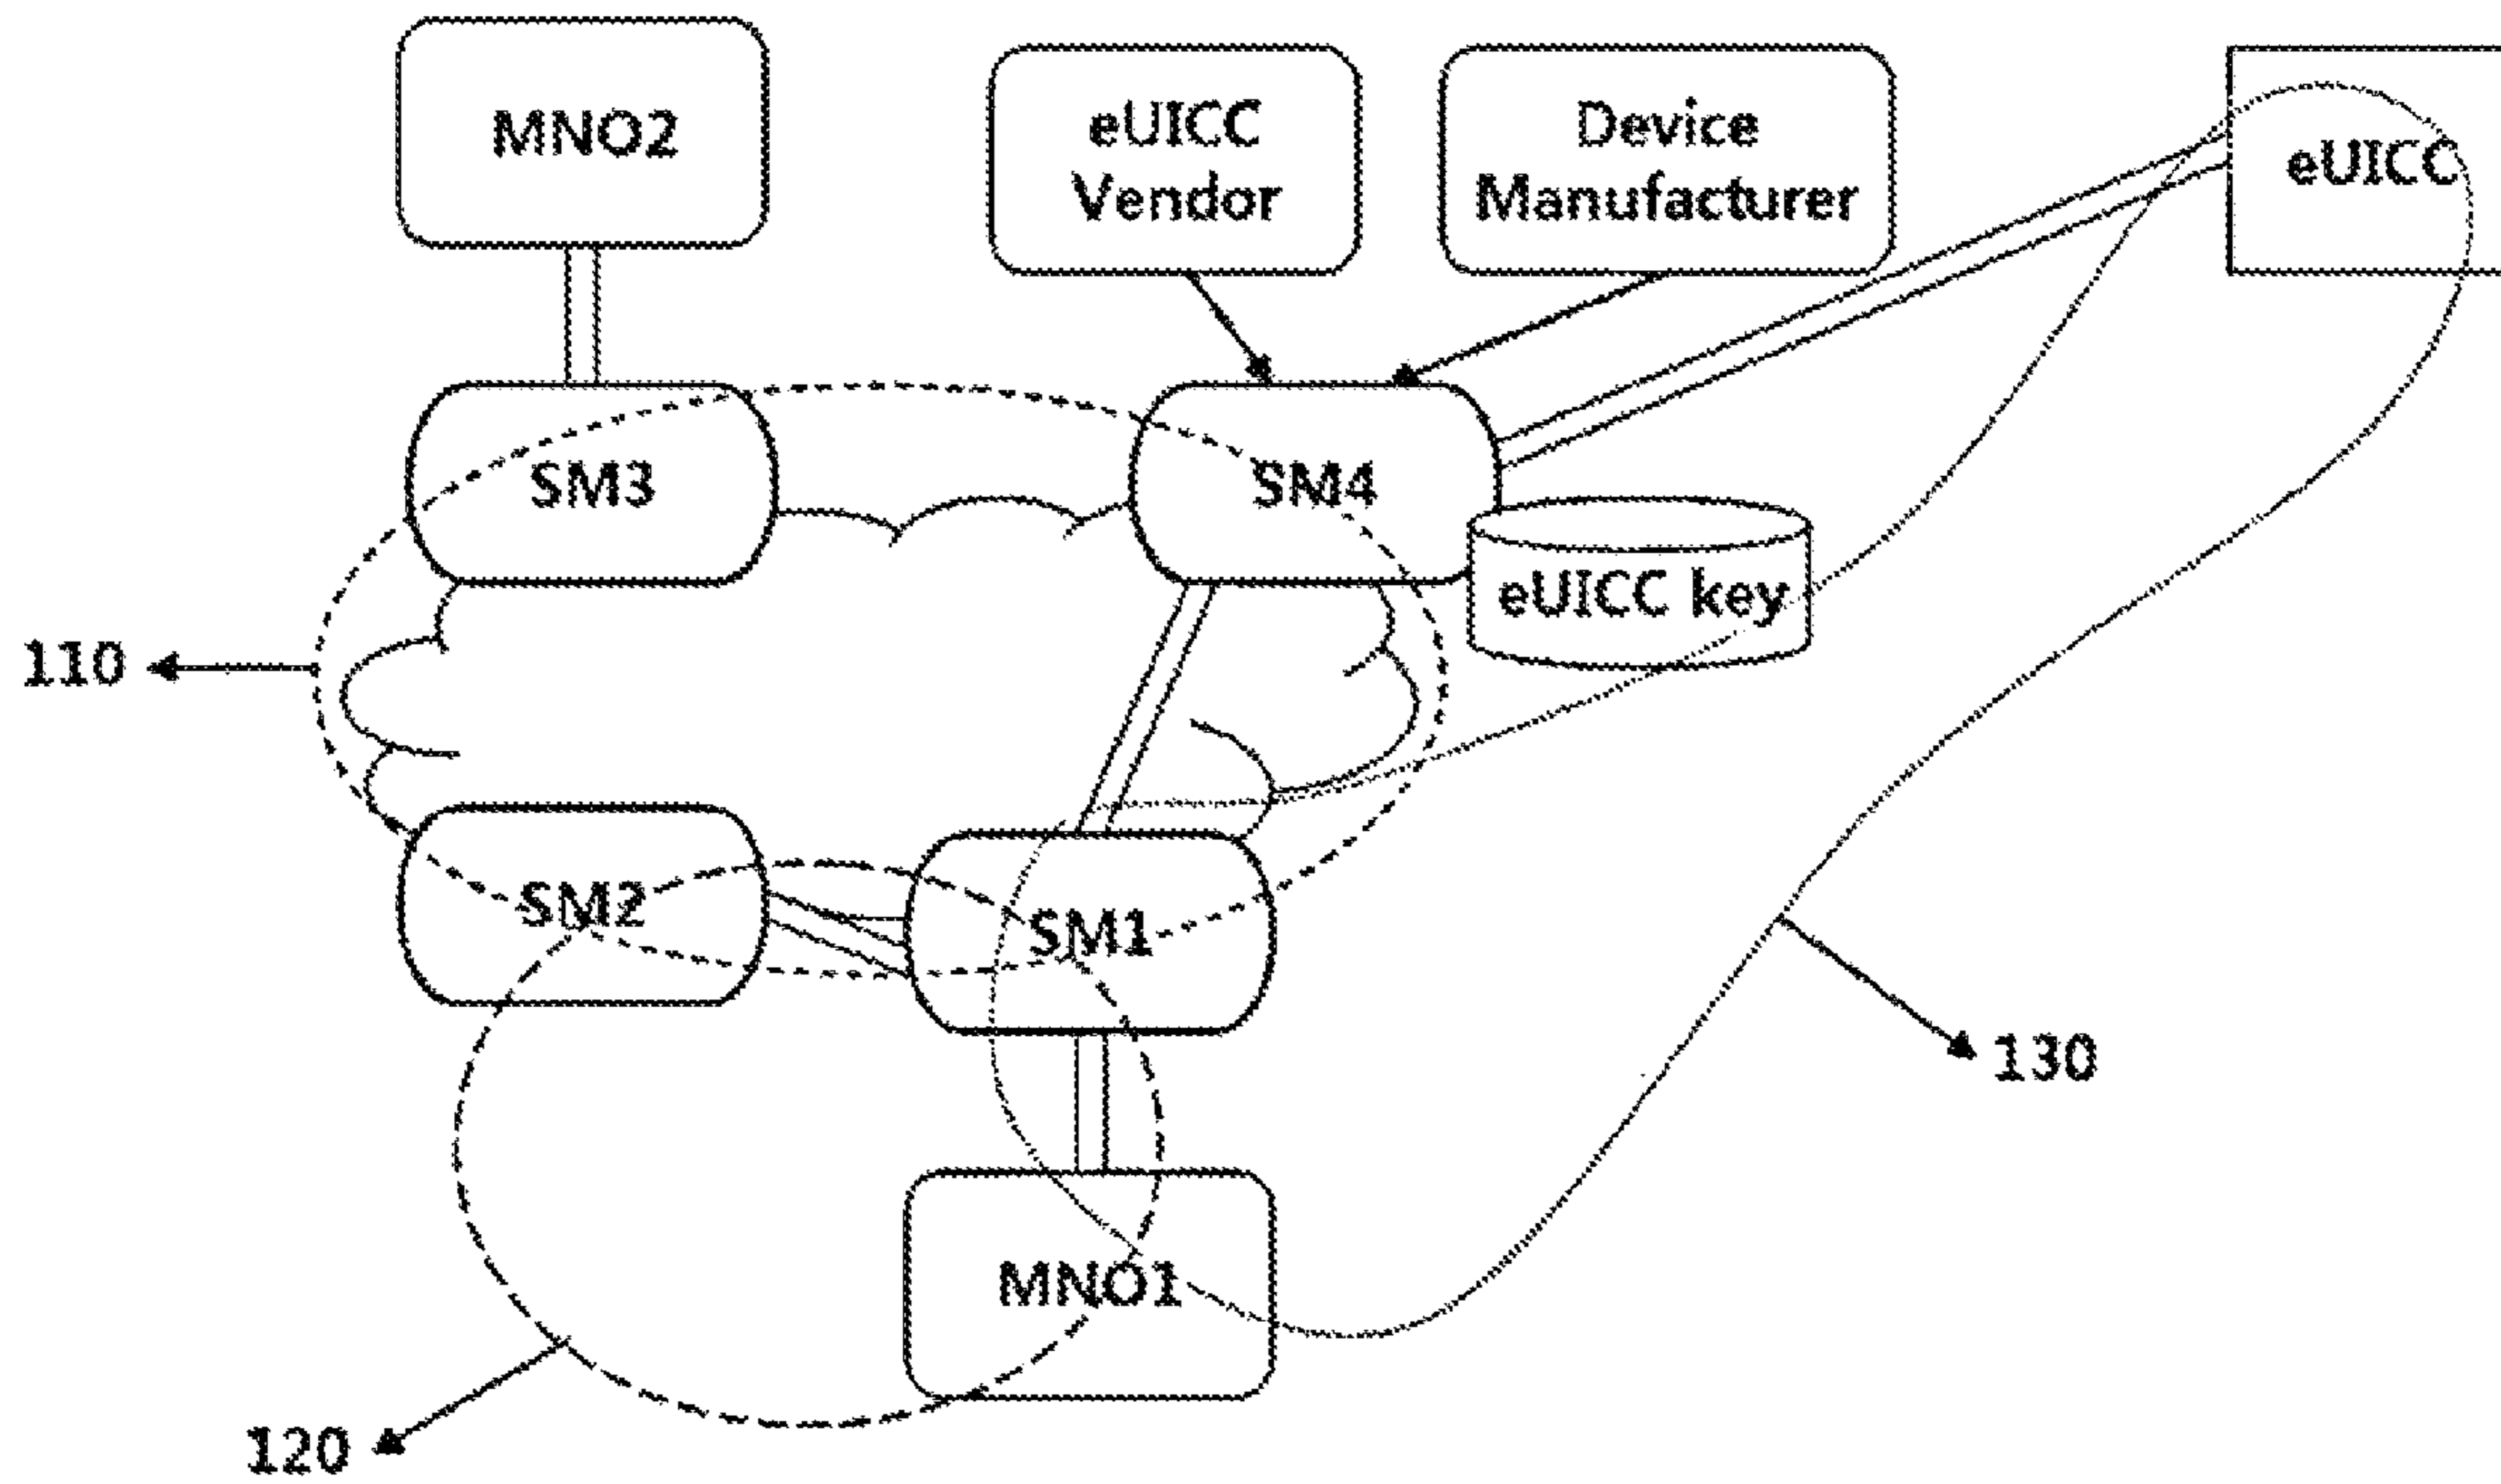 MNO2
eUICC
Vendor
Device
Manufacturer
eUICC
SM3
SM4
eUICC key
110
SM2
SM1
130
MNO1
120